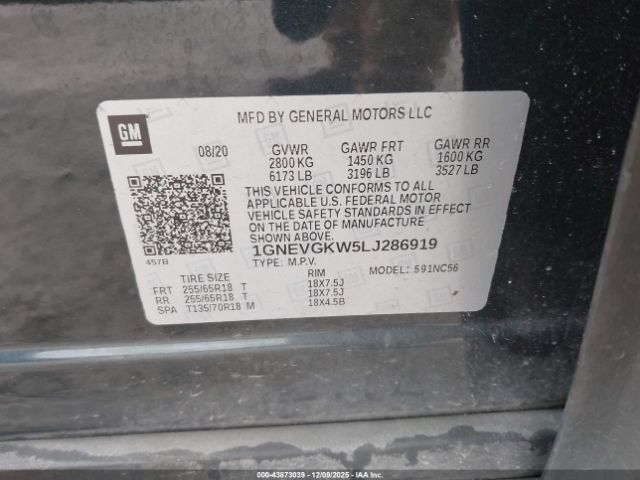 GM
MFD BY GENERAL MOTORS LLC
08/20 GVWR GAWR FRT GAWR RR
2800 KG 1450 KG 1600 KG
6173 LB 3196 LB 3527 LB
THIS VEHICLE CONFORMS TO ALL
APPLICABLE U.S. FEDERAL MOTOR
VEHICLE SAFETY STANDARDS IN EFFECT
ON THE DATE OF MANUFACTURE
SHOWN ABOVE.
457B
1GNEVGKW5LJ286919
TYPE: M.P.V. MODEL: 591NC56
TIRE SIZE RIM
FRT 255/65R18 T 18X7.5J
RR 255/65R18 T 18X7.5J
SPA T135/70R18 M 18X4.5B
00-43873039 - 12/09/2025 - IAAI.COM